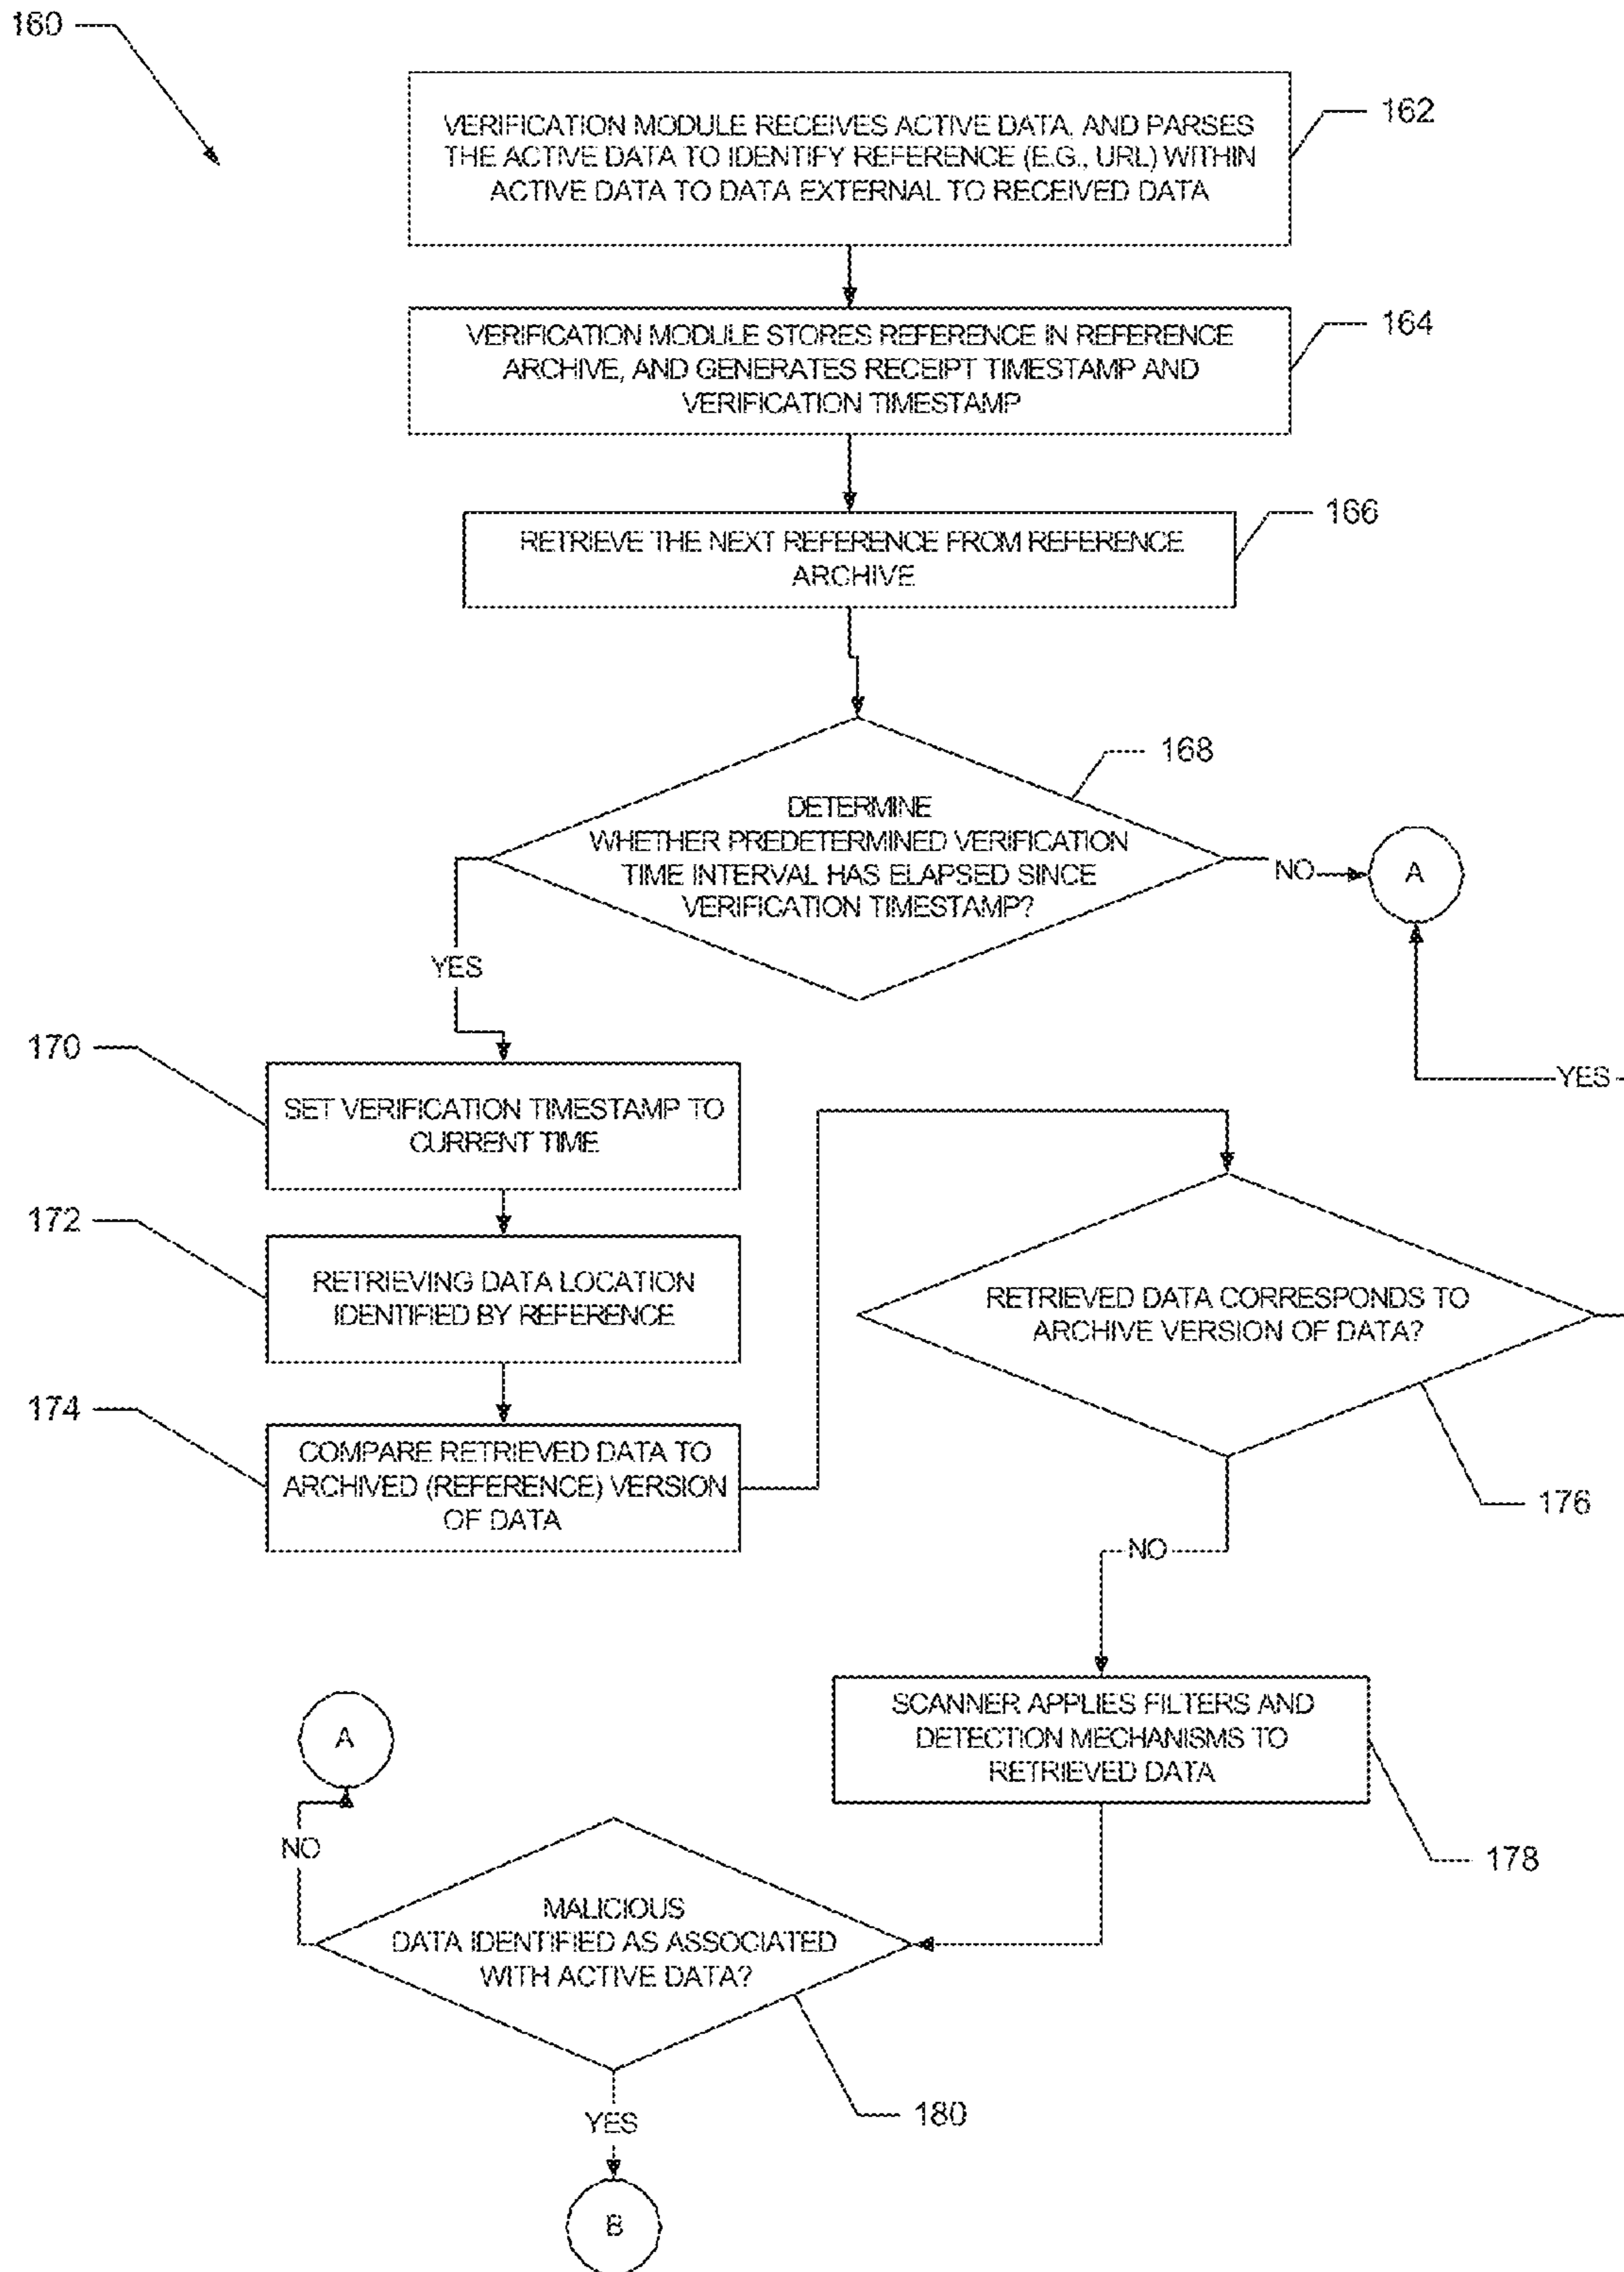 160
VERIFICATION MODULE RECEIVES ACTIVE DATA, AND PARSES
THE ACTIVE DATA TO IDENTIFY REFERENCE (E.G., URL) WITHIN
ACTIVE DATA TO DATA EXTERNAL TO RECEIVED DATA
162
VERIFICATION MODULE STORES REFERENCE IN REFERENCE
ARCHIVE, AND GENERATES RECEIPT TIMESTAMP AND
VERIFICATION TIMESTAMP
164
RETRIEVE THE NEXT REFERENCE FROM REFERENCE
ARCHIVE
166
168
DETERMINE
WHETHER PREDETERMINED VERIFICATION
TIME INTERVAL HAS ELAPSED SINCE
VERIFICATION TIMESTAMP?
NO
A
YES
YES
170
SET VERIFICATION TIMESTAMP TO
CURRENT TIME
172
RETRIEVING DATA LOCATION
IDENTIFIED BY REFERENCE
174
COMPARE RETRIEVED DATA TO
ARCHIVED (REFERENCE) VERSION
OF DATA
RETRIEVED DATA CORRESPONDS TO
ARCHIVE VERSION OF DATA?
176
NO
SCANNER APPLIES FILTERS AND
DETECTION MECHANISMS TO
RETRIEVED DATA
178
A
NO
MALICIOUS
DATA IDENTIFIED AS ASSOCIATED
WITH ACTIVE DATA?
180
YES
B